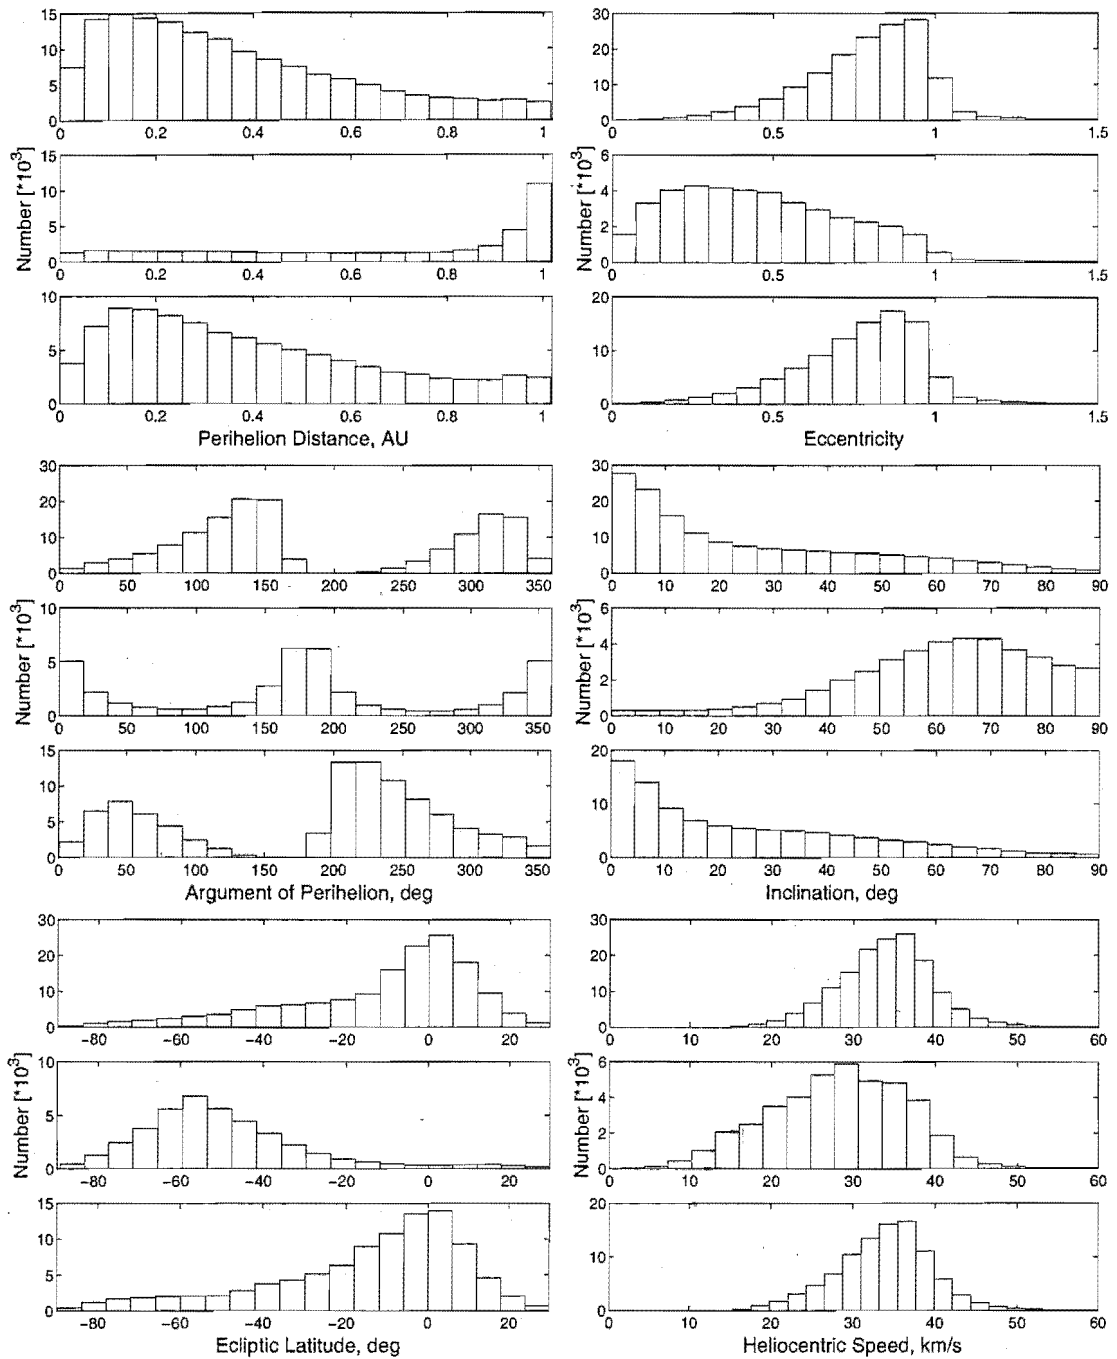 15
10
5
0
0 0.2 0.4 0.6 0.8 1
30
20
10
0
0 0.5 1 1.5
Number [*10^3]
15
10
5
0
0 0.2 0.4 0.6 0.8 1
Number [*10^3]
6
4
2
0
0 0.5 1 1.5
10
5
0
0 0.2 0.4 0.6 0.8 1
Perihelion Distance, AU
20
10
0
0 0.5 1 1.5
Eccentricity
30
20
10
0
0 50 100 150 200 250 300 350
30
20
10
0
0 10 20 30 40 50 60 70 80 90
Number [*10^3]
10
5
0
0 50 100 150 200 250 300 350
Number [*10^3]
6
4
2
0
0 10 20 30 40 50 60 70 80 90
15
10
5
0
0 50 100 150 200 250 300 350
Argument of Perihelion, deg
20
10
0
0 10 20 30 40 50 60 70 80 90
Inclination, deg
30
20
10
0
−80 −60 −40 −20 0 20
30
20
10
0
0 10 20 30 40 50 60
Number [*10^3]
10
5
0
−80 −60 −40 −20 0 20
Number [*10^3]
6
4
2
0
0 10 20 30 40 50 60
15
10
5
0
−80 −60 −40 −20 0 20
Ecliptic Latitude, deg
20
10
0
0 10 20 30 40 50 60
Heliocentric Speed, km/s